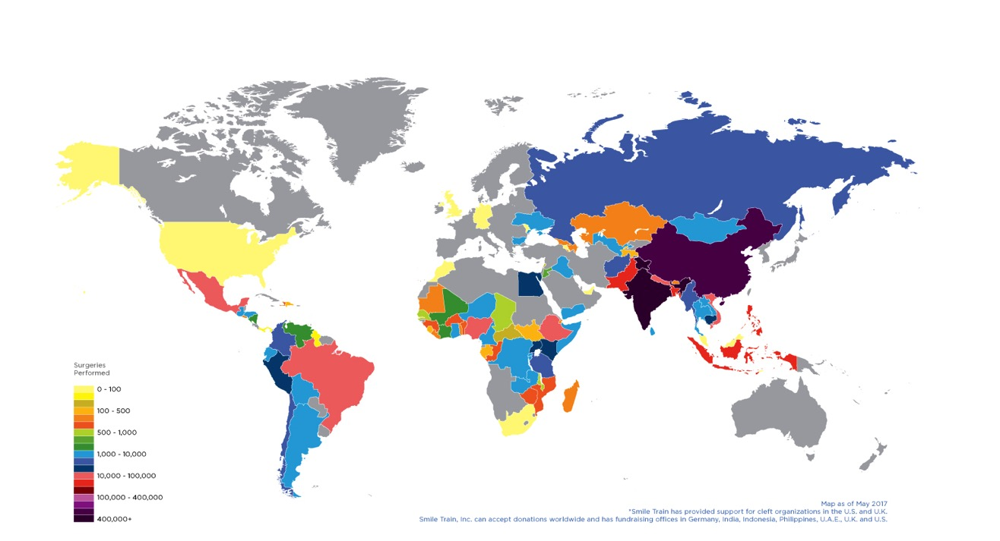 Surgeries
Performed
0 - 100
100 - 500
500 - 1,000
1,000 - 10,000
10,000 - 100,000
100,000 - 400,000
400,000+
Map as of May 2017
*Smile Train has provided support for cleft organizations in the U.S. and U.K.
Smile Train, Inc. can accept donations worldwide and has fundraising offices in Germany, India, Indonesia, Philippines, U.A.E., U.K. and U.S.